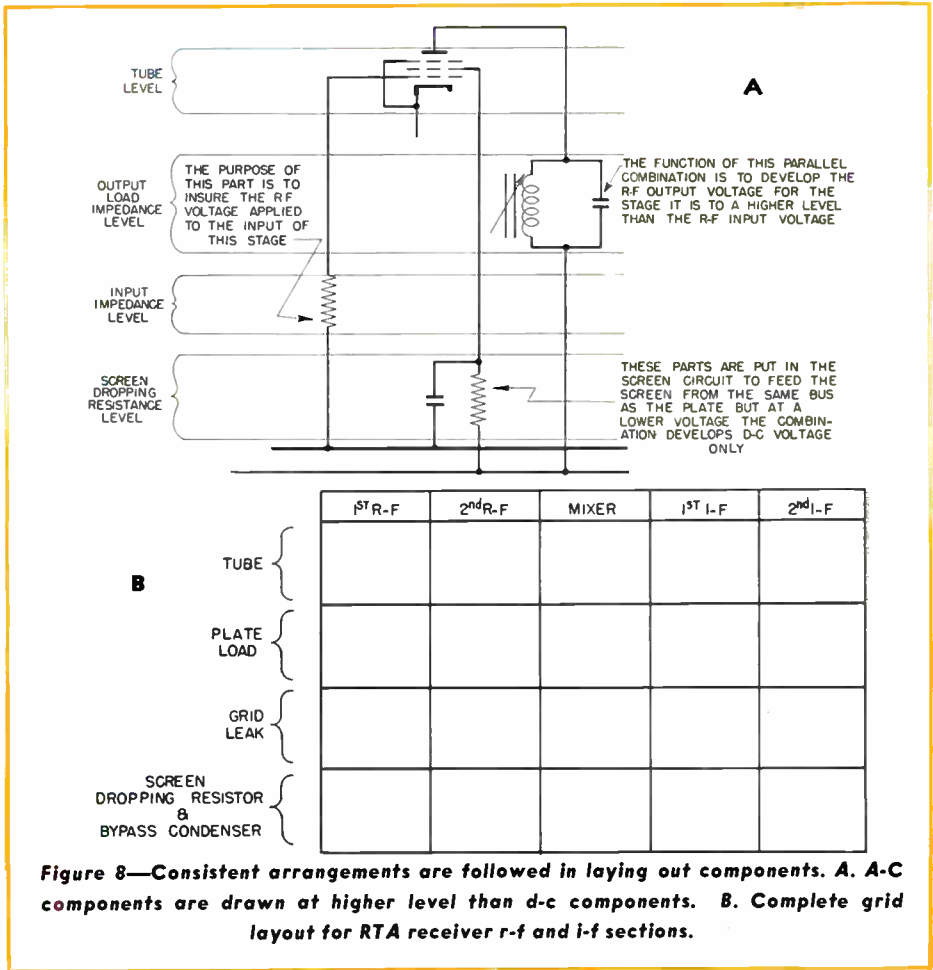 TUBE
LEVEL
A
OUTPUT
LOAD
IMPEDANCE
LEVEL
THE PURPOSE OF
THIS PART IS TO
INSURE THE R F
VOLTAGE APPLIED
TO THE INPUT OF
THIS STAGE
THE FUNCTION OF THIS PARALLEL
COMBINATION IS TO DEVELOP THE
R-F OUTPUT VOLTAGE FOR THE
STAGE IT IS TO A HIGHER LEVEL
THAN THE R-F INPUT VOLTAGE
INPUT
IMPEDANCE
LEVEL
SCREEN
DROPPING
RESISTANCE
LEVEL
THESE PARTS ARE PUT IN THE
SCREEN CIRCUIT TO FEED THE
SCREEN FROM THE SAME BUS
AS THE PLATE BUT AT A
LOWER VOLTAGE THE COMBIN-
ATION DEVELOPS D-C VOLTAGE
ONLY
B
1ST R-F 2nd R-F MIXER 1ST I-F 2nd I-F
TUBE
PLATE
LOAD
GRID
LEAK
SCREEN
DROPPING RESISTOR
&
BYPASS CONDENSER
Figure 8—Consistent arrangements are followed in laying out components. A. A-C
components are drawn at higher level than d-c components. B. Complete grid
layout for RTA receiver r-f and i-f sections.